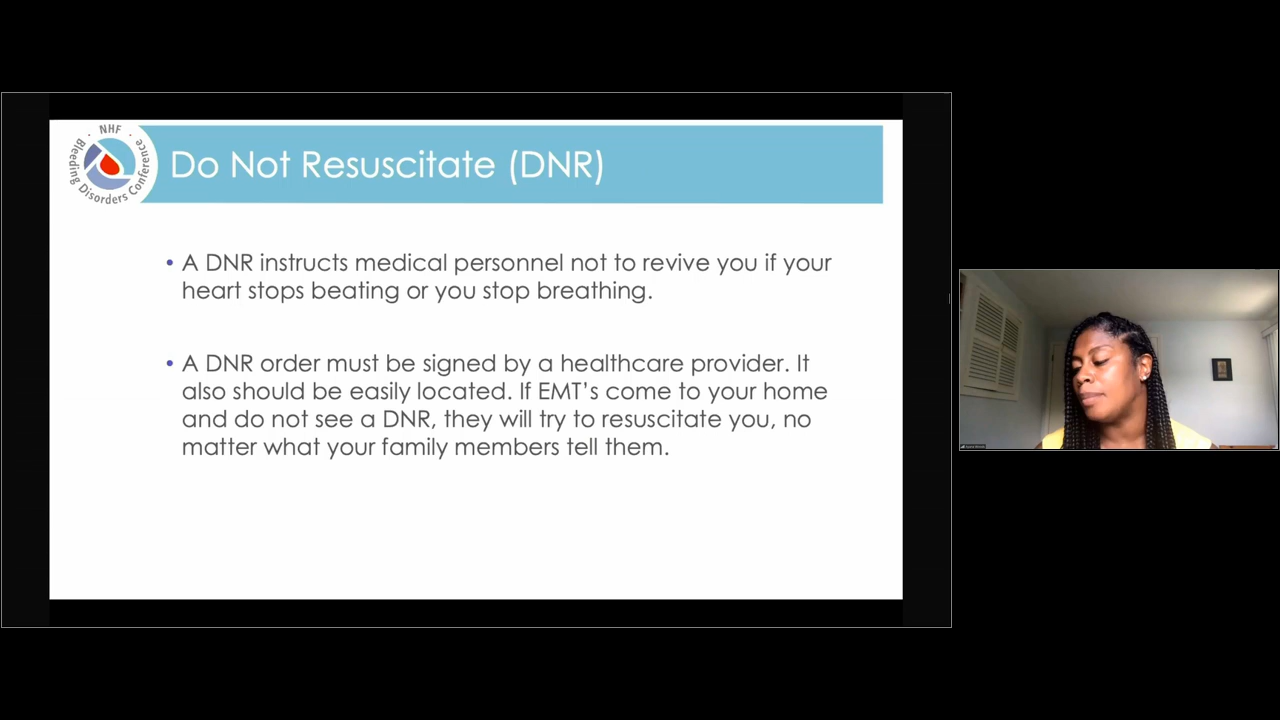 NHF
Bleeding Disorders Conference
Do Not Resuscitate (DNR)
• A DNR instructs medical personnel not to revive you if your
heart stops beating or you stop breathing.
• A DNR order must be signed by a healthcare provider. It
also should be easily located. If EMT’s come to your home
and do not see a DNR, they will try to resuscitate you, no
matter what your family members tell them.